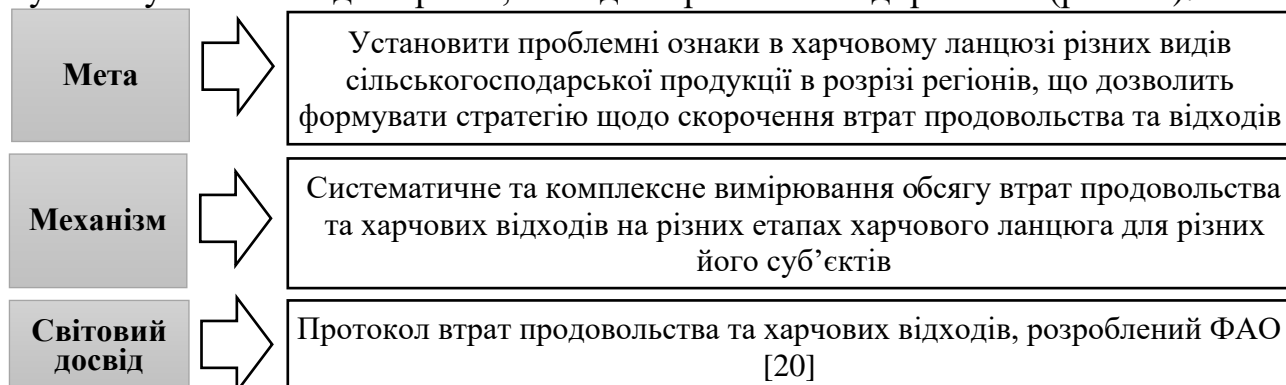 Мета
Установити проблемні ознаки в харчовому ланцюзі різних видів
сільськогосподарської продукції в розрізі регіонів, що дозволить
формувати стратегію щодо скорочення втрат продовольства та відходів
Механізм
Систематичне та комплексне вимірювання обсягу втрат продовольства
та харчових відходів на різних етапах харчового ланцюга для різних
його суб’єктів
Світовий
досвід
Протокол втрат продовольства та харчових відходів, розроблений ФАО
[20]